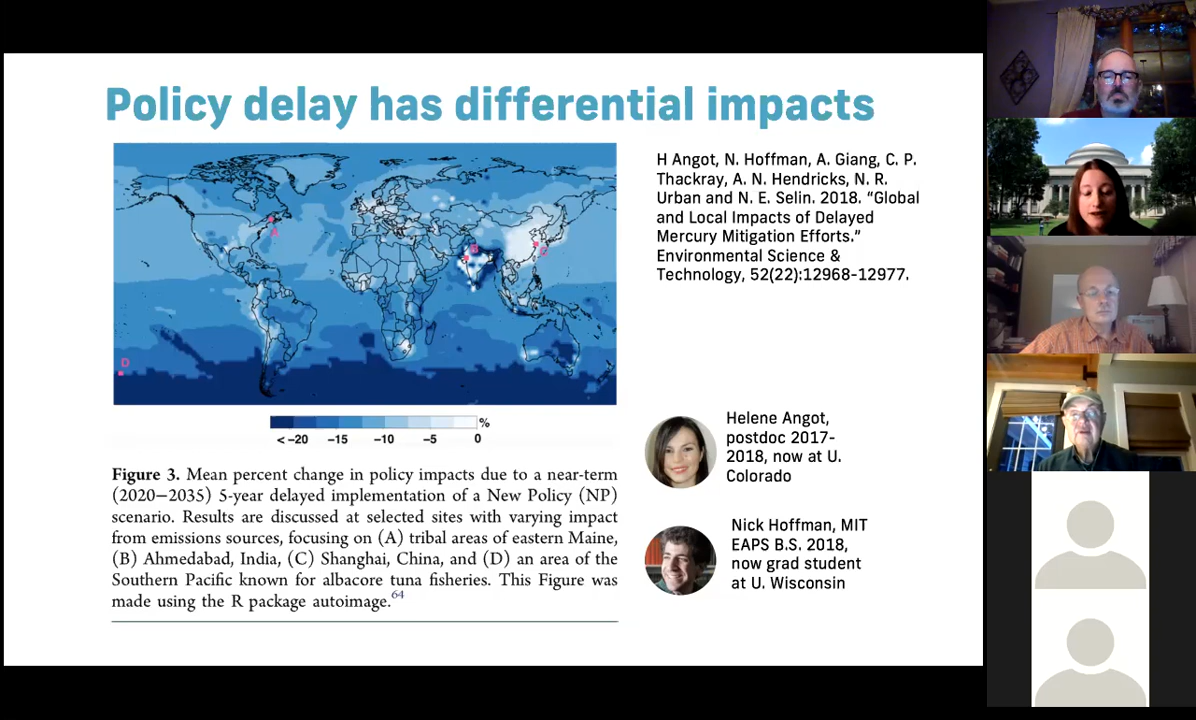 Policy delay has differential impacts
A
B
C
D
%
< −20 −15 −10 −5 0
Figure 3. Mean percent change in policy impacts due to a near-term
(2020−2035) 5-year delayed implementation of a New Policy (NP)
scenario. Results are discussed at selected sites with varying impact
from emissions sources, focusing on (A) tribal areas of eastern Maine,
(B) Ahmedabad, India, (C) Shanghai, China, and (D) an area of the
Southern Pacific known for albacore tuna fisheries. This Figure was
made using the R package autoimage.64
H Angot, N. Hoffman, A. Giang, C. P.
Thackray, A. N. Hendricks, N. R.
Urban and N. E. Selin. 2018. “Global
and Local Impacts of Delayed
Mercury Mitigation Efforts.”
Environmental Science &
Technology, 52(22):12968-12977.
Helene Angot,
postdoc 2017-
2018, now at U.
Colorado
Nick Hoffman, MIT
EAPS B.S. 2018,
now grad student
at U. Wisconsin